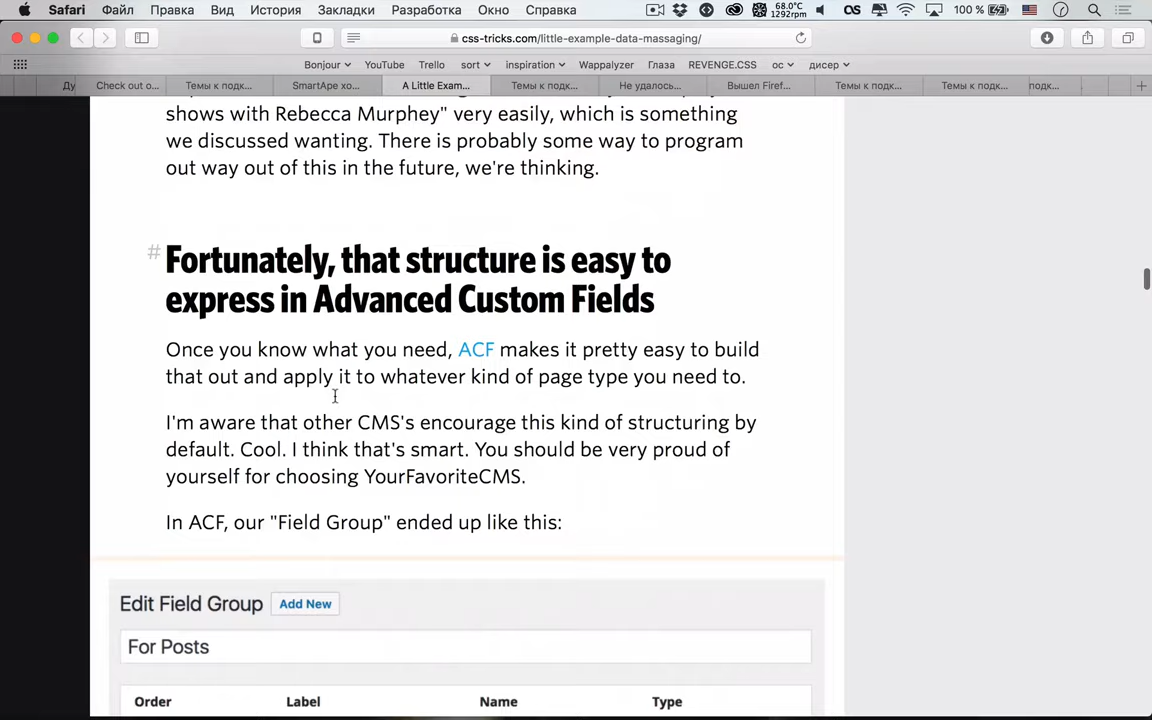 Safari Файл Правка Вид История Закладки Разработка Окно Справка 68.0°C 1292rpm 100 %
css-tricks.com/little-example-data-massaging/
Bonjour YouTube Trello sort inspiration Wappalyzer Глаза REVENGE.CSS ос дисер
Ду Check out o... Темы к подк... SmartApe хо... A Little Exam... Темы к подк... Не удалось... Вышел Firef... Темы к подк... Темы к подк... подк...
shows with Rebecca Murphey" very easily, which is something
we discussed wanting. There is probably some way to program
out way out of this in the future, we're thinking.
# Fortunately, that structure is easy to
express in Advanced Custom Fields
Once you know what you need, ACF makes it pretty easy to build
that out and apply it to whatever kind of page type you need to.
I'm aware that other CMS's encourage this kind of structuring by
default. Cool. I think that's smart. You should be very proud of
yourself for choosing YourFavoriteCMS.
In ACF, our "Field Group" ended up like this:
Edit Field Group Add New
For Posts
Order Label Name Type